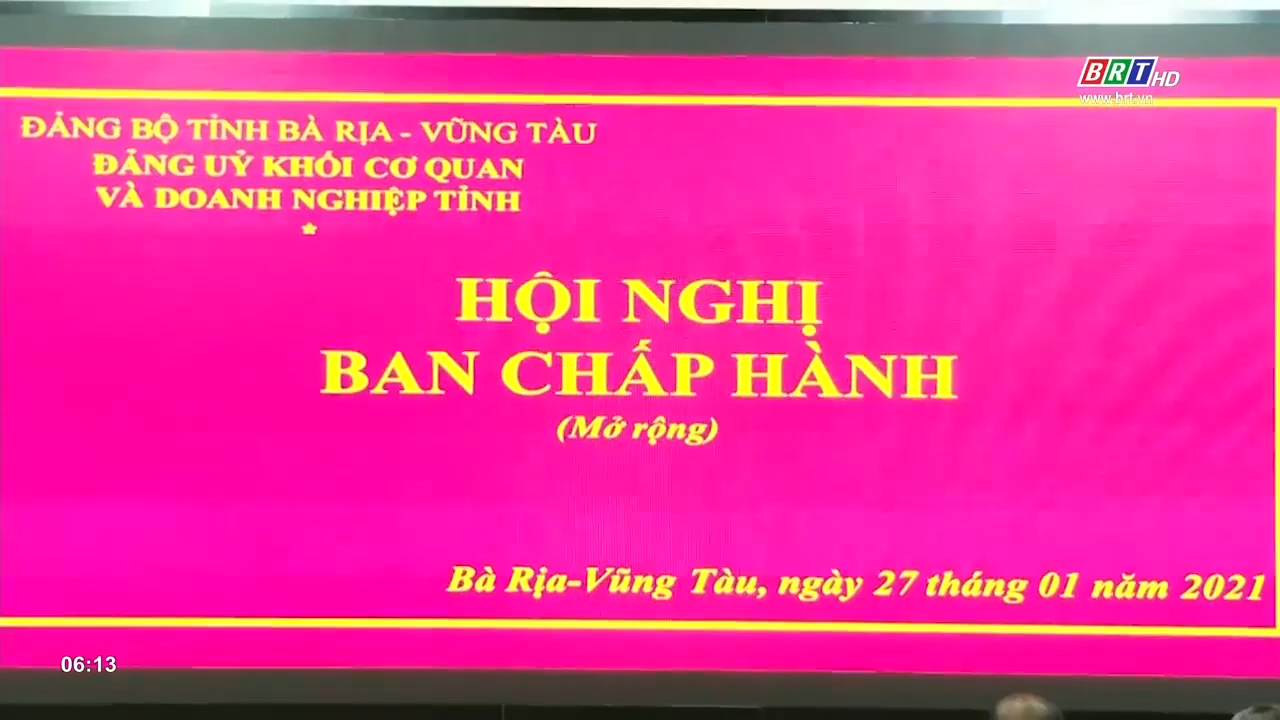 BRT HD
www.brt.vn
ĐẢNG BỘ TỈNH BÀ RỊA - VŨNG TÀU
ĐẢNG UỶ KHỐI CƠ QUAN
VÀ DOANH NGHIỆP TỈNH
*
HỘI NGHỊ
BAN CHẤP HÀNH
(Mở rộng)
Bà Rịa-Vũng Tàu, ngày 27 tháng 01 năm 2021
06:13